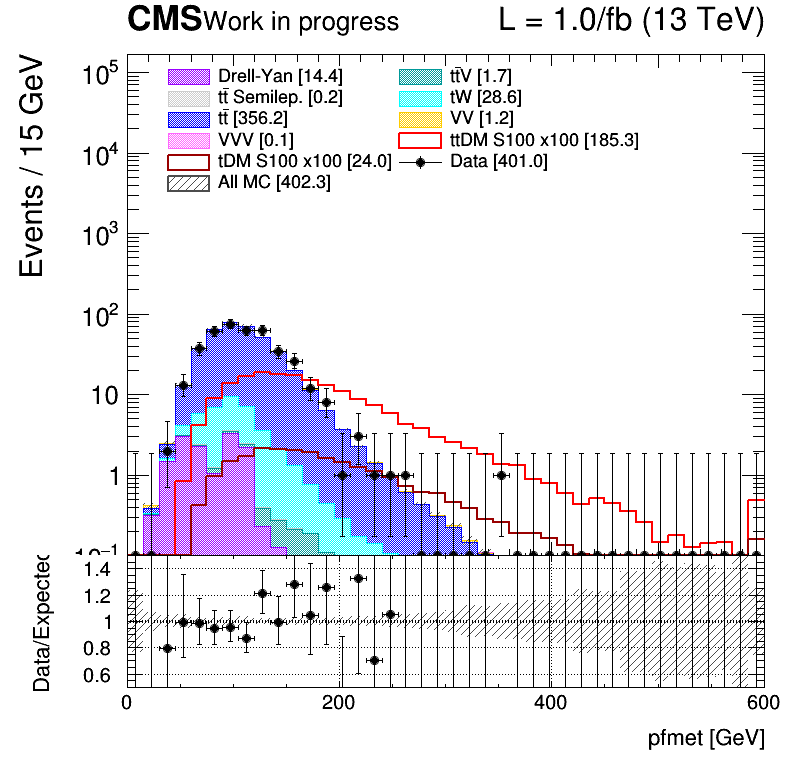 CMS Work in progress L = 1.0/fb (13 TeV)
Events / 15 GeV
10⁵
10⁴
10³
10²
10
1
10⁻¹
Drell-Yan [14.4] tt̄V [1.7]
tt̄ Semilep. [0.2] tW [28.6]
tt̄ [356.2] VV [1.2]
VVV [0.1] ttDM S100 x100 [185.3]
tDM S100 x100 [24.0] Data [401.0]
All MC [402.3]
Data/Expected
1.4
1.2
1
0.8
0.6
0 200 400 600
pfmet [GeV]